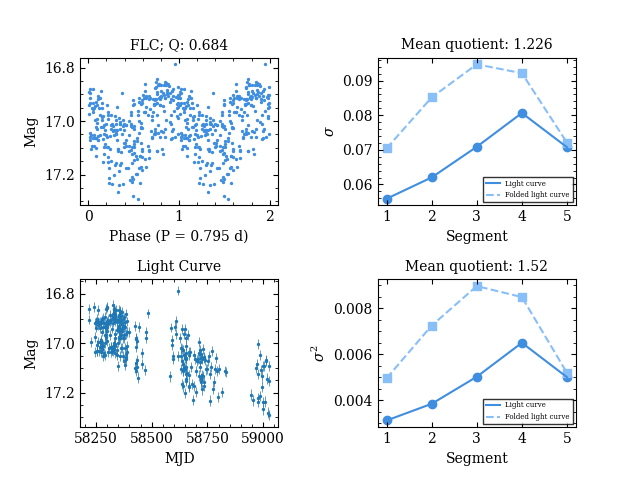 FLC; Q: 0.684
Mag
16.8
17.0
17.2
0
1
2
Phase (P = 0.795 d)
Mean quotient: 1.226
σ
0.09
0.08
0.07
0.06
1
2
3
4
5
Segment
Light curve
Folded light curve
Light Curve
Mag
16.8
17.0
17.2
58250
58500
58750
59000
MJD
Mean quotient: 1.52
σ²
0.008
0.006
0.004
1
2
3
4
5
Segment
Light curve
Folded light curve